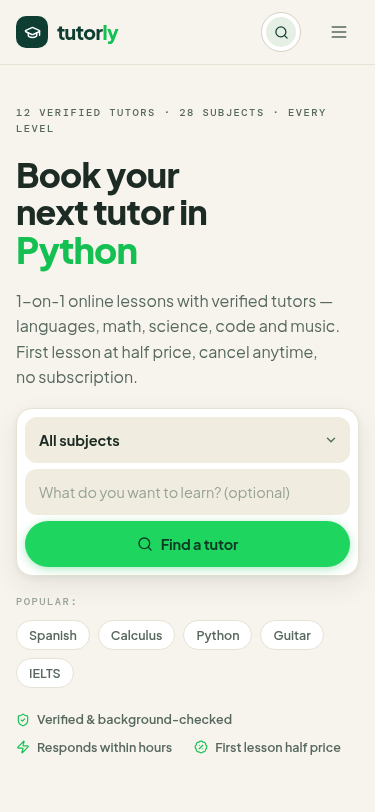 tutorly
12 VERIFIED TUTORS · 28 SUBJECTS · EVERY
LEVEL
Book your
next tutor in
Python
1–on-1 online lessons with verified tutors —
languages, math, science, code and music.
First lesson at half price, cancel anytime,
no subscription.
All subjects
What do you want to learn? (optional)
Find a tutor
POPULAR:
Spanish Calculus Python Guitar
IELTS
Verified & background-checked
Responds within hours First lesson half price